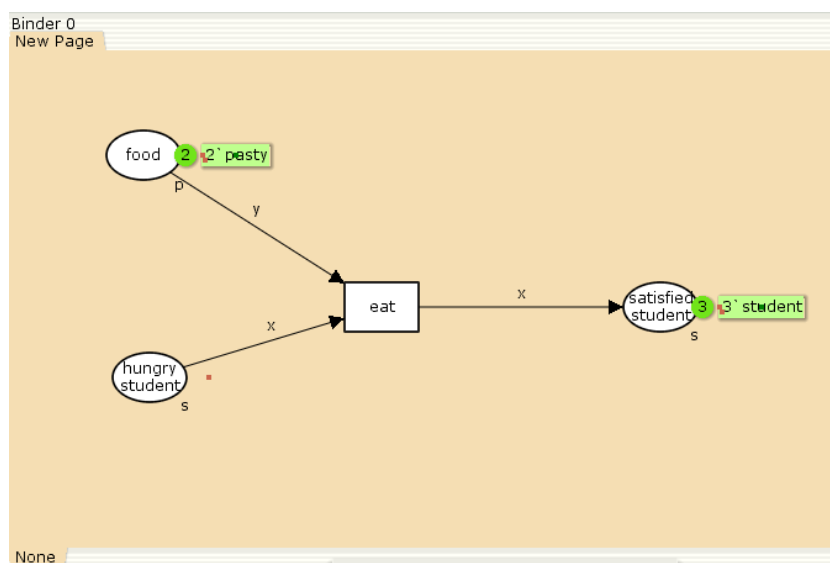 Binder 0
New Page
food
2
2`pasty
p
y
eat
x
satisfied
student
3
3`student
s
x
hungry
student
s
None